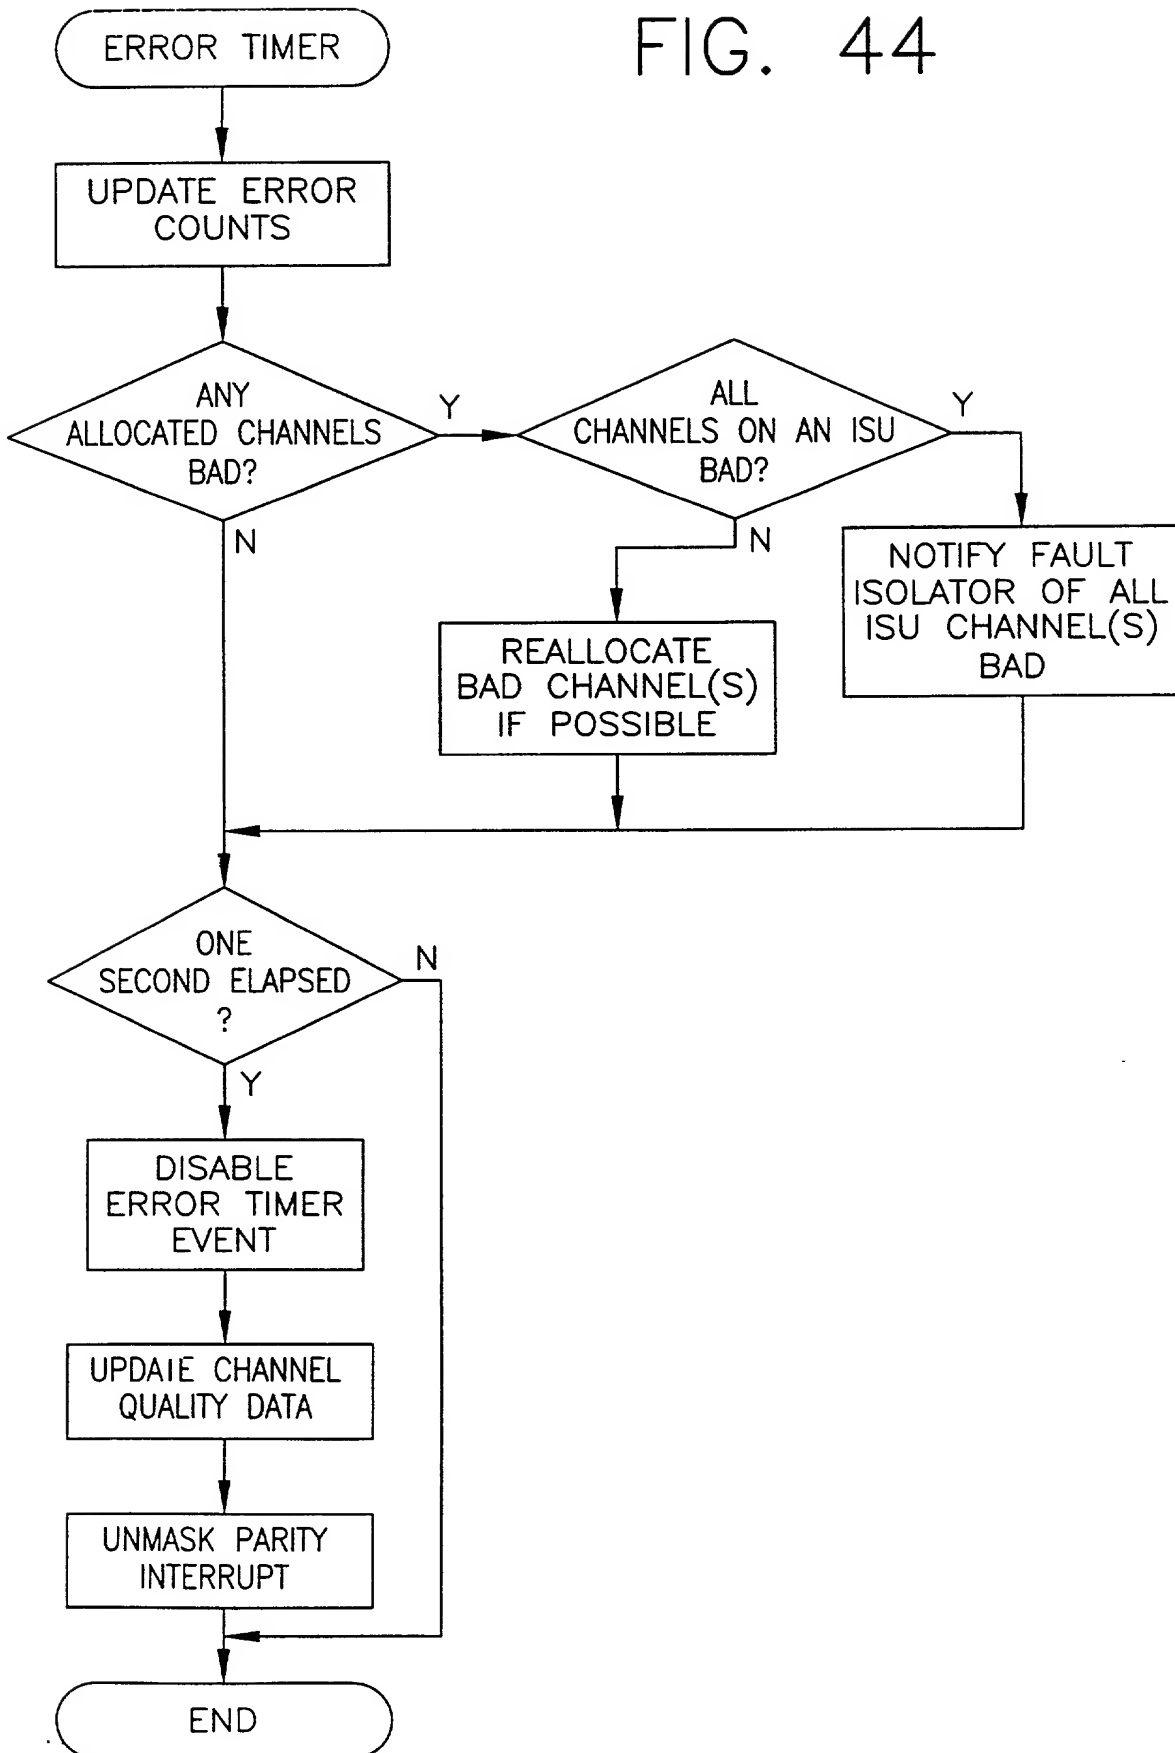 FIG. 44
ERROR TIMER
UPDATE ERROR
COUNTS
ANY
ALLOCATED CHANNELS
BAD?
Y
N
ALL
CHANNELS ON AN ISU
BAD?
Y
N
NOTIFY FAULT
ISOLATOR OF ALL
ISU CHANNEL(S)
BAD
REALLOCATE
BAD CHANNEL(S)
IF POSSIBLE
ONE
SECOND ELAPSED
?
N
Y
DISABLE
ERROR TIMER
EVENT
UPDAIE CHANNEL
QUALITY DATA
UNMASK PARITY
INTERRUPT
END